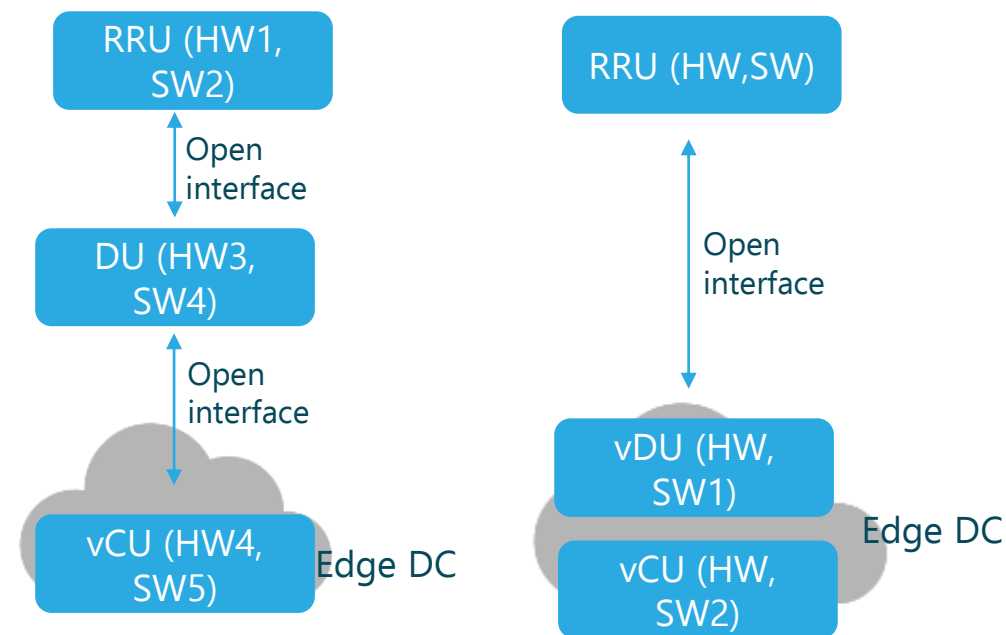 RRU (HW1,
SW2)
Open
interface
DU (HW3,
SW4)
Open
interface
vCU (HW4,
SW5)
Edge DC
RRU (HW,SW)
Open
interface
vDU (HW,
SW1)
Edge DC
vCU (HW,
SW2)